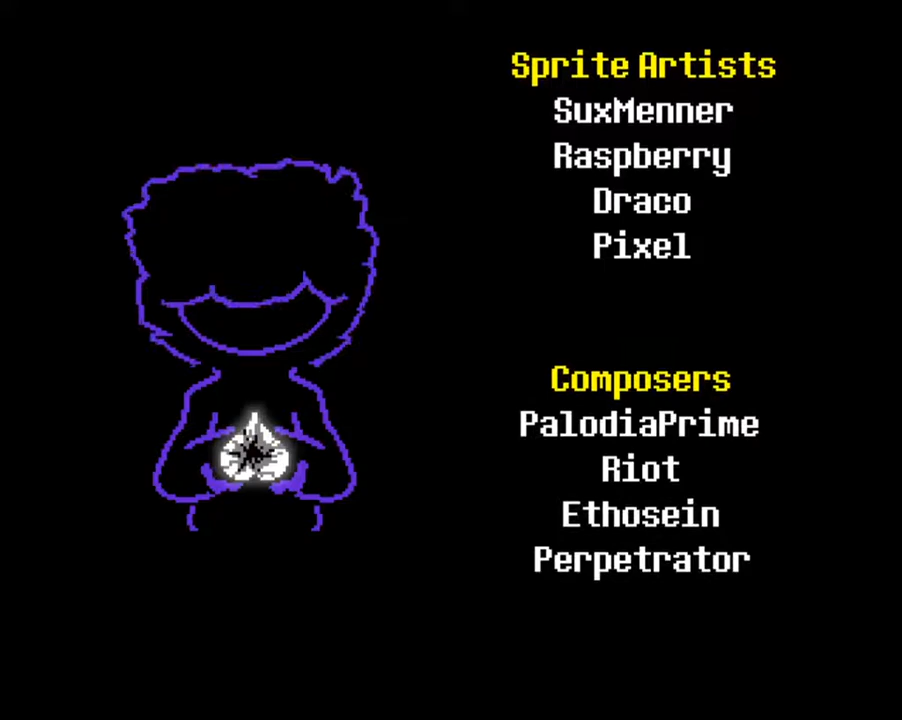 Sprite Artists
SuxMenner
Raspberry
Draco
Pixel
Composers
PalodiaPrime
Riot
Ethosein
Perpetrator